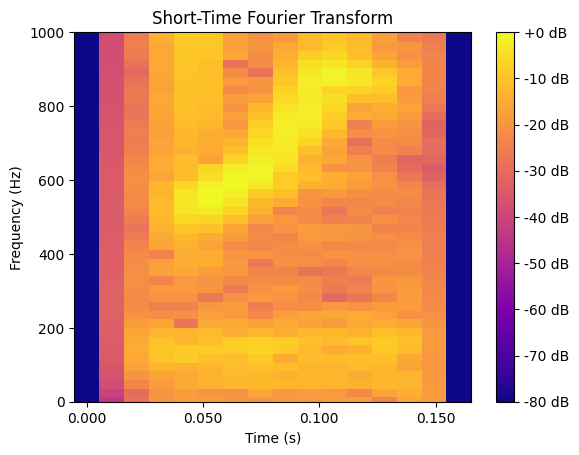 Short-Time Fourier Transform
1000
800
600
400
200
0
Frequency (Hz)
0.000
0.050
0.100
0.150
Time (s)
+0 dB
-10 dB
-20 dB
-30 dB
-40 dB
-50 dB
-60 dB
-70 dB
-80 dB